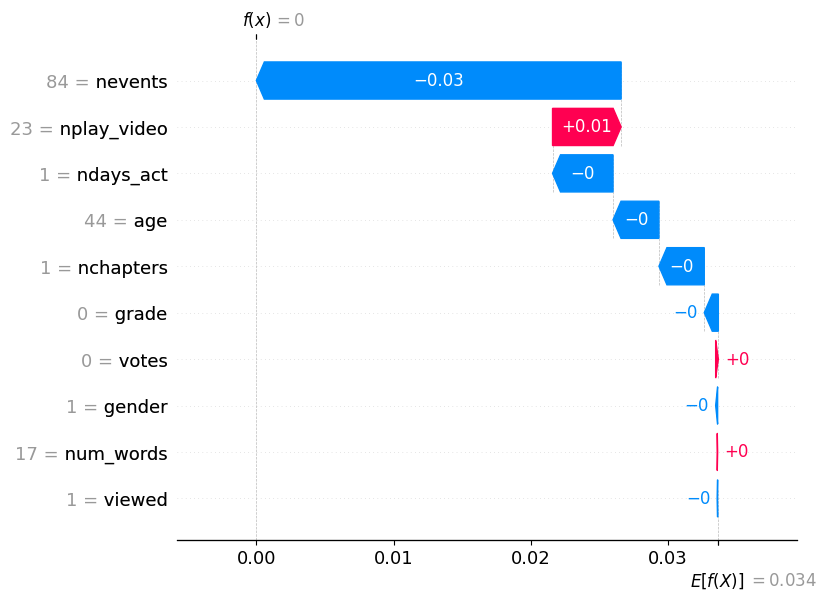 f(x) = 0
84 = nevents
−0.03
23 = nplay_video
+0.01
1 = ndays_act
−0
44 = age
−0
1 = nchapters
−0
0 = grade
−0
0 = votes
+0
1 = gender
−0
17 = num_words
+0
1 = viewed
−0
0.00 0.01 0.02 0.03
E[f(X)] = 0.034